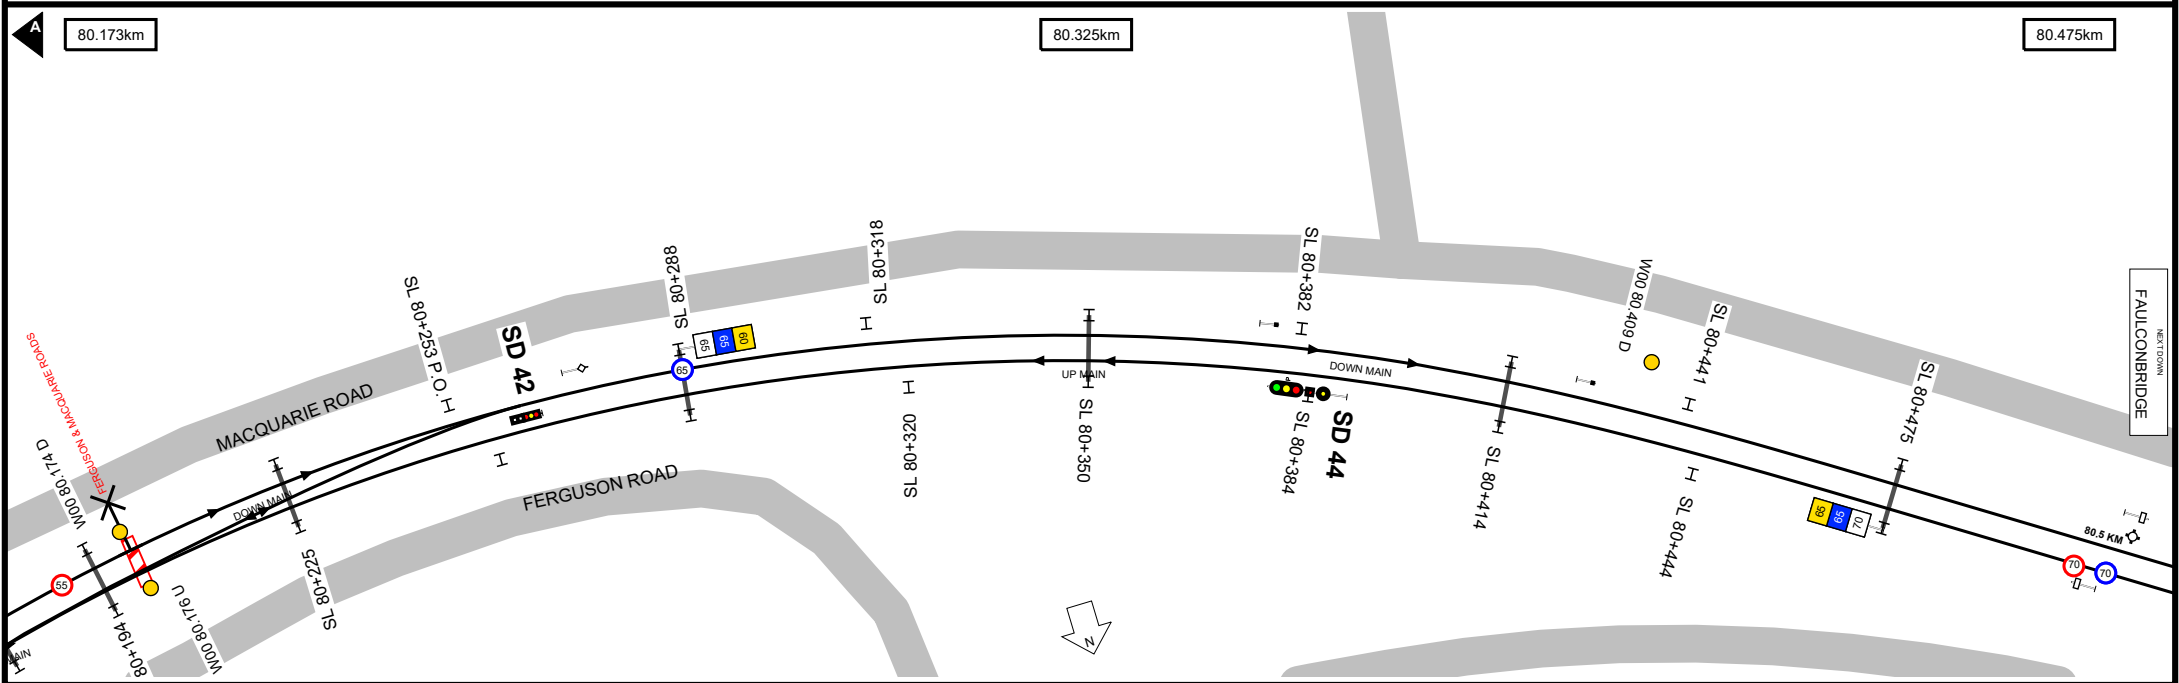 A
80.173km
80.325km
80.475km
FERGUSON & MACQUARIE ROADS
W00 80.174 D
MACQUARIE ROAD
SL 80+253 P.O.
SD 42
SL 80+288
65 65 60
65
SL 80+318
SL 80+382
W00 80.409 D
SL 80+441
SL 80+475
NEXT DOWN
FAULCONBRIDGE
DOWN MAIN
UP MAIN
DOWN MAIN
FERGUSON ROAD
SL 80+320
SL 80+350
P
SL 80+384
SD 44
SL 80+414
SL 80+444
65 70
80.5 KM
70
70
55
80+194
W00 80.176 U
SL 80+225
MAIN
N